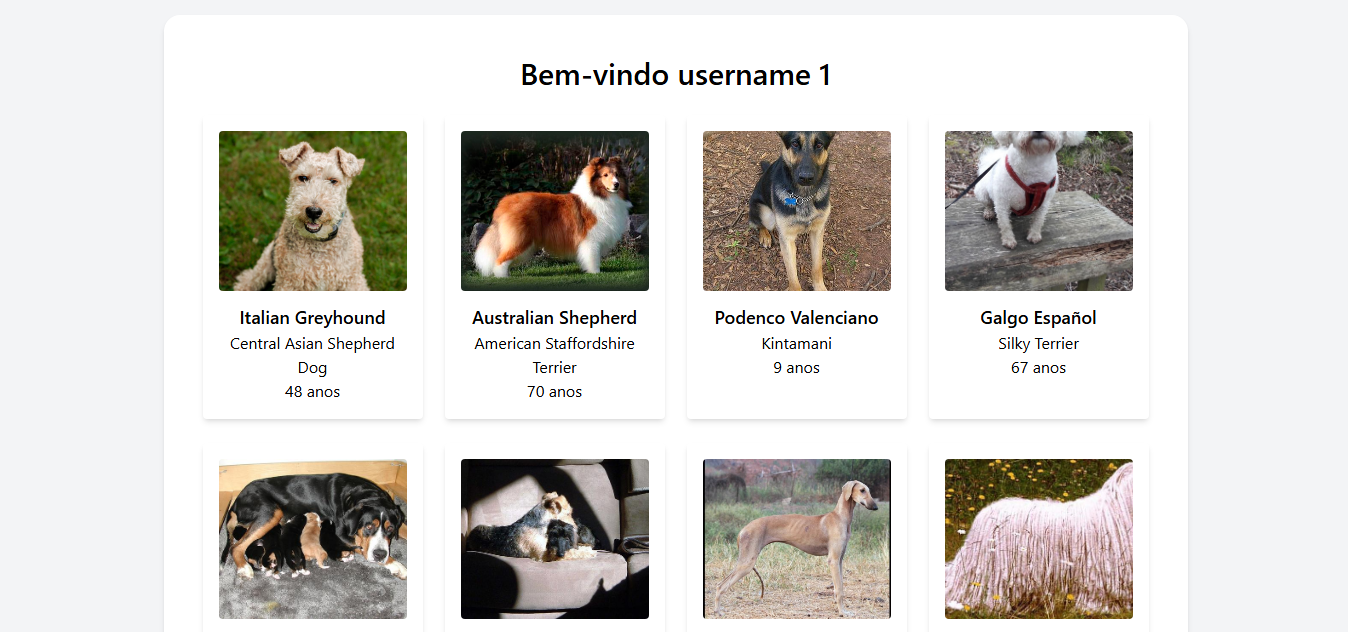 Bem-vindo username 1
Italian Greyhound
Central Asian Shepherd
Dog
48 anos
Australian Shepherd
American Staffordshire
Terrier
70 anos
Podenco Valenciano
Kintamani
9 anos
Galgo Español
Silky Terrier
67 anos